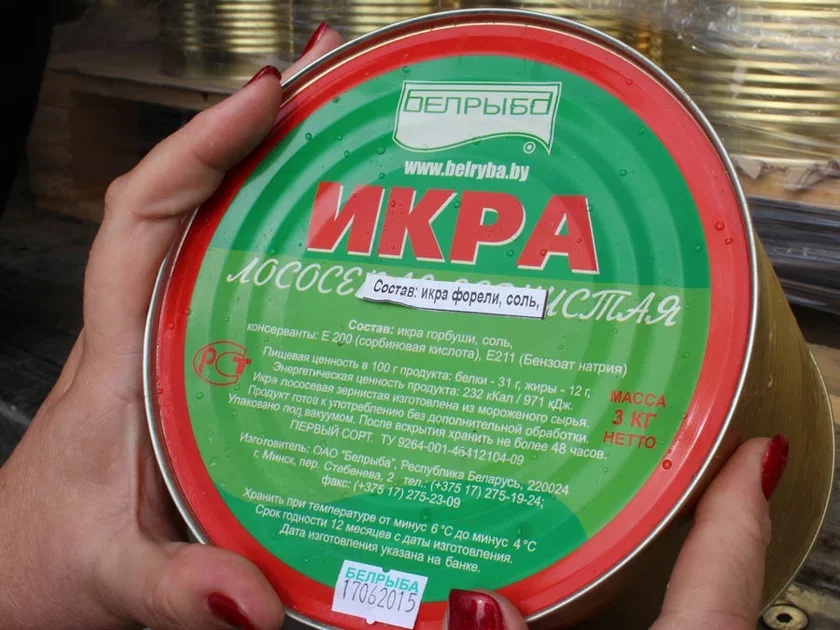 БЕЛРЫБА
www.belryba.by
ИКРА
Состав: икра форели, соль,
Состав: икра горбуши, соль,
консерванты: Е 200 (сорбиновая кислота), Е211 (Бензоат натрия)
Пищевая ценность в 100 г продукта: белки - 31 г, жиры - 12 г,
Энергетическая ценность продукта: 232 кКал / 971 кДж.
Икра лососевая зернистая изготовлена из мороженого сырья.
Продукт готов к употреблению без дополнительной обработки.
Упаковано под вакуумом. После вскрытия хранить не более 48 часов.
ПЕРВЫЙ СОРТ. ТУ 9264-001-46412104-09
РСТ
МАССА
3 КГ
НЕТТО
Изготовитель: ОАО "Белрыба", Республика Беларусь, 220024
г. Минск, пер. Стебенева, 2, тел.: (+375 17) 275-19-24;
факс: (+375 17) 275-23-09
Хранить при температуре от минус 6 °С до минус 4 °С
Срок годности 12 месяцев с даты изготовления.
Дата изготовления указана на банке.
БЕЛРЫБА
17062015